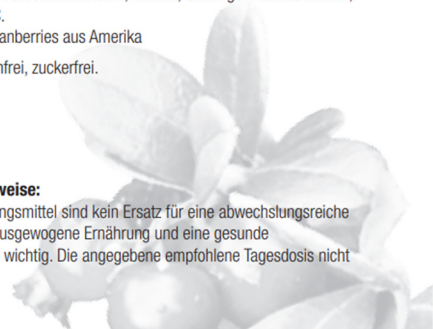 anberries aus Amerika
nfrei, zuckerfrei.
weise:
ngsmittel sind kein Ersatz für eine abwechslungsreiche
usgewogene Ernährung und eine gesunde
wichtig. Die angegebene empfohlene Tagesdosis nicht